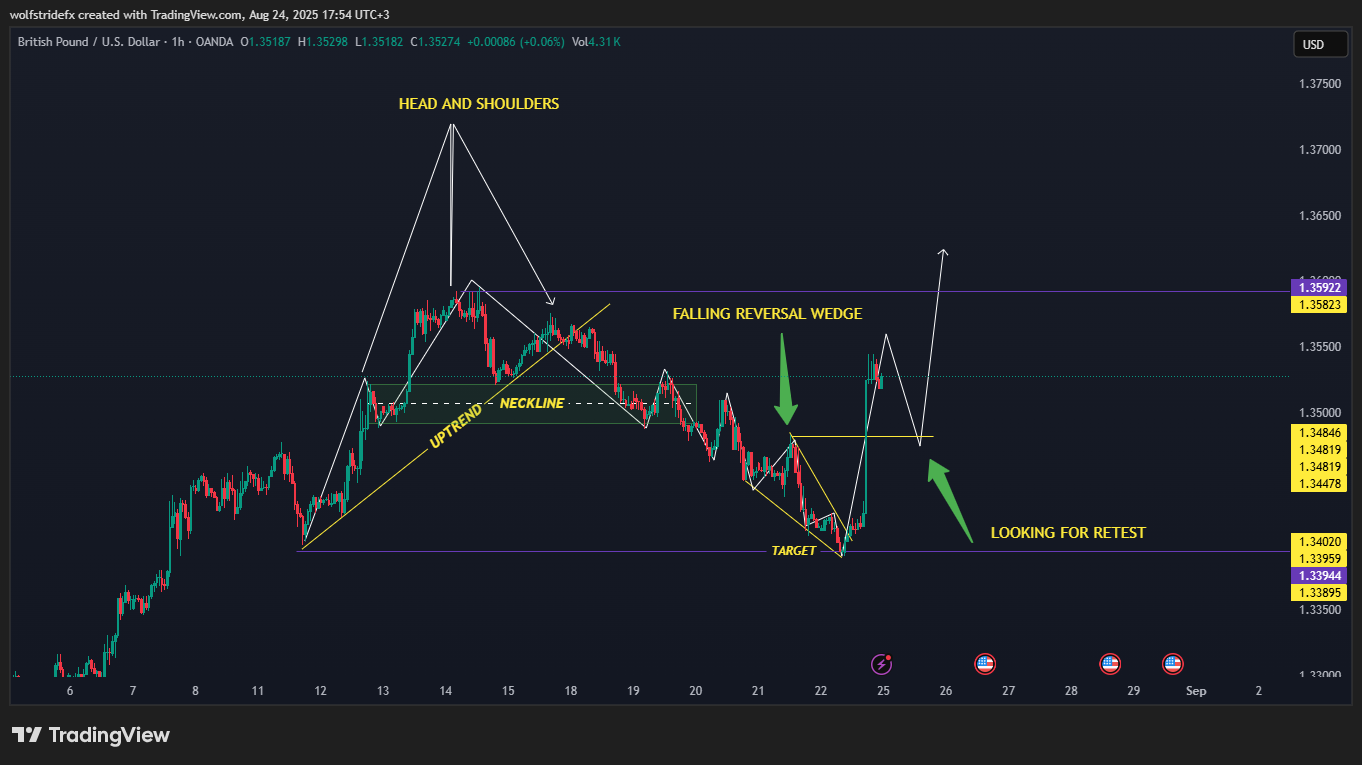 wolfstridefx created with TradingView.com, Aug 24, 2025 17:54 UTC+3
British Pound / U.S. Dollar · 1h · OANDA O1.35187 H1.35298 L1.35182 C1.35274 +0.00086 (+0.06%) Vol4.31 K
USD
1.37500
HEAD AND SHOULDERS
1.37000
1.36500
1.36000
1.35922
1.35823
FALLING REVERSAL WEDGE
1.35500
NECKLINE
1.35000
UPTREND
1.34846
1.34819
1.34819
1.34478
LOOKING FOR RETEST
1.34020
TARGET
1.33959
1.33944
1.33895
1.33500
1.33000
6 7 8 11 12 13 14 15 18 19 20 21 22 25 26 27 28 29 Sep 2
TradingView